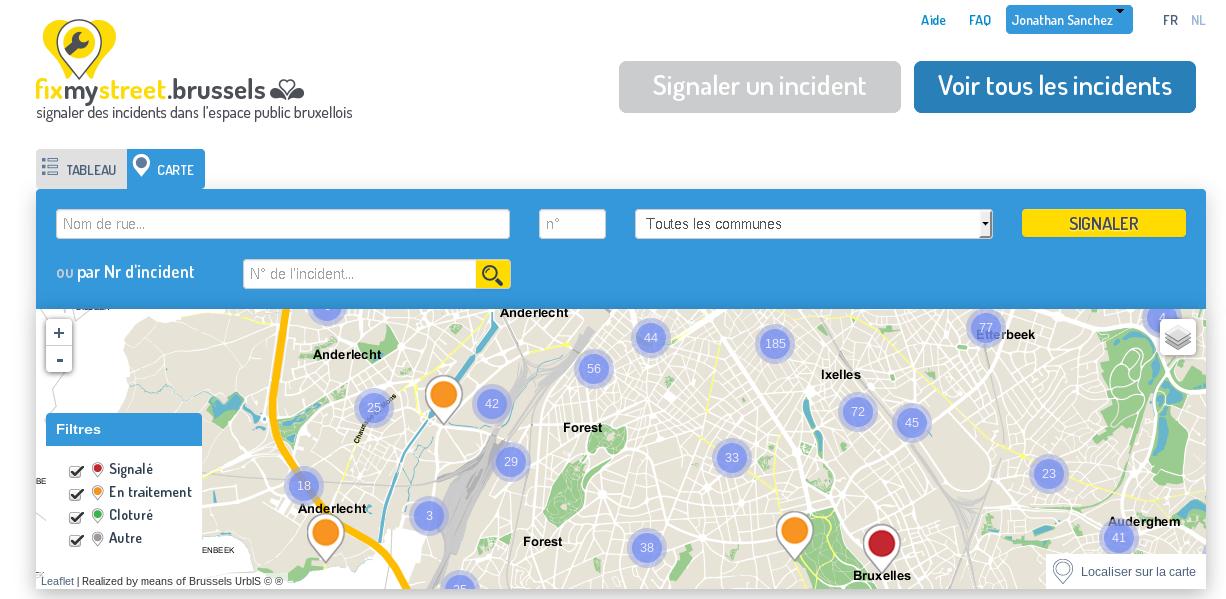 Aide FAQ Jonathan Sanchez FR NL
fixmystreet.brussels
signaler des incidents dans l'espace public bruxellois
Signaler un incident Voir tous les incidents
TABLEAU CARTE
Nom de rue... n° Toutes les communes SIGNALER
ou par Nr d'incident N° de l'incident...
Anderlecht
+
-
44
77
Etterbeek
185
Anderlecht
56
Ixelles
25
42
72
45
Forest
Filtres
29
33
23
Signalé
En traitement
Cloturé
Autre
18
Anderlecht
3
Auderghem
Forest
38
41
ENBEEK
Bruxelles
Localiser sur la carte
Leaflet | Realized by means of Brussels UrbIS © ®